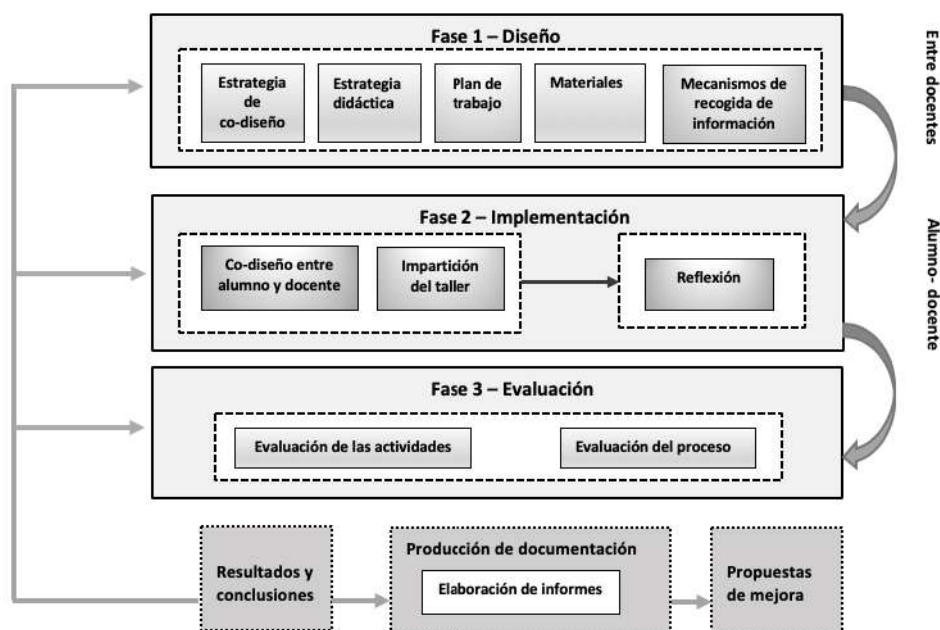 Fase 1 – Diseño
Estrategia
de
co-diseño
Estrategia
didáctica
Plan de
trabajo
Materiales
Mecanismos de
recogida de
información
Entre docentes
Fase 2 – Implementación
Co-diseño entre
alumno y docente
Impartición
del taller
Reflexión
Alumno- docente
Fase 3 – Evaluación
Evaluación de las actividades
Evaluación del proceso
Resultados y
conclusiones
Producción de documentación
Elaboración de informes
Propuestas
de mejora